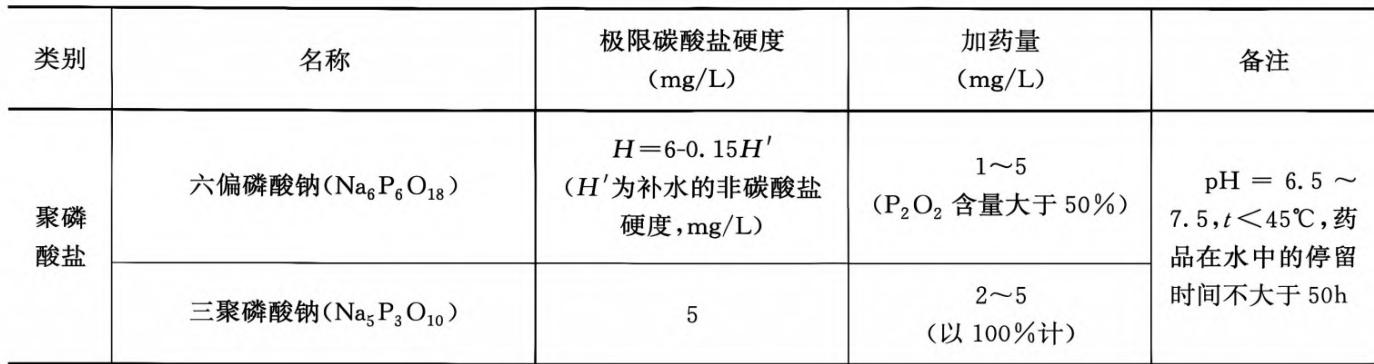 类别
名称
极限碳酸盐硬度
(mg/L)
加药量
(mg/L)
备注
聚磷
酸盐
六偏磷酸钠(Na₆P₆O₁₈)
H=6-0.15H′
(H′为补水的非碳酸盐
硬度,mg/L)
1～5
(P₂O₂ 含量大于 50%)
pH = 6.5 ～
7.5,t<45℃,药
品在水中的停留
时间不大于 50h
三聚磷酸钠(Na₅P₃O₁₀)
5
2～5
(以 100%计)